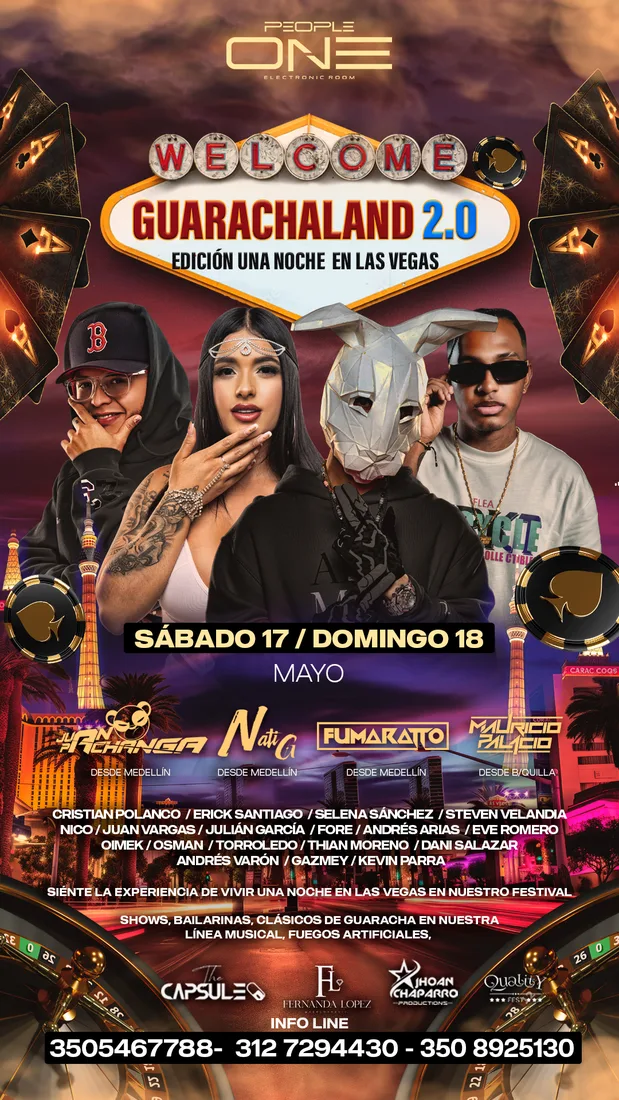 PEOPLE
ONE
ELECTRONIC ROOM
WELCOME
GUARACHALAND 2.0
EDICIÓN UNA NOCHE EN LAS VEGAS
B
FLEA
SÁBADO 17 / DOMINGO 18
MAYO
JUAN PACHANGA
Nati G
FUMARATTO
MAURICIO PALACIO
DESDE MEDELLÍN
DESDE MEDELLÍN
DESDE MEDELLÍN
DESDE B/QUILLA
CRISTIAN POLANCO / ERICK SANTIAGO / SELENA SÁNCHEZ / STEVEN VELANDIA
NICO / JUAN VARGAS / JULIÁN GARCÍA / FORE / ANDRÉS ARIAS / EVE ROMERO
OIMEK / OSMAN / TORROLEDO / THIAN MORENO / DANI SALAZAR
ANDRÉS VARÓN / GAZMEY / KEVIN PARRA
SIÉNTE LA EXPERIENCIA DE VIVIR UNA NOCHE EN LAS VEGAS EN NUESTRO FESTIVAL
SHOWS, BAILARINAS, CLÁSICOS DE GUARACHA EN NUESTRA
LÍNEA MUSICAL, FUEGOS ARTIFICIALES,
The CAPSULE
FL FERNANDA LOPEZ
JHOAN CHAPARRO PRODUCTIONS
Quality FEST
INFO LINE
3505467788- 312 7294430 - 350 8925130